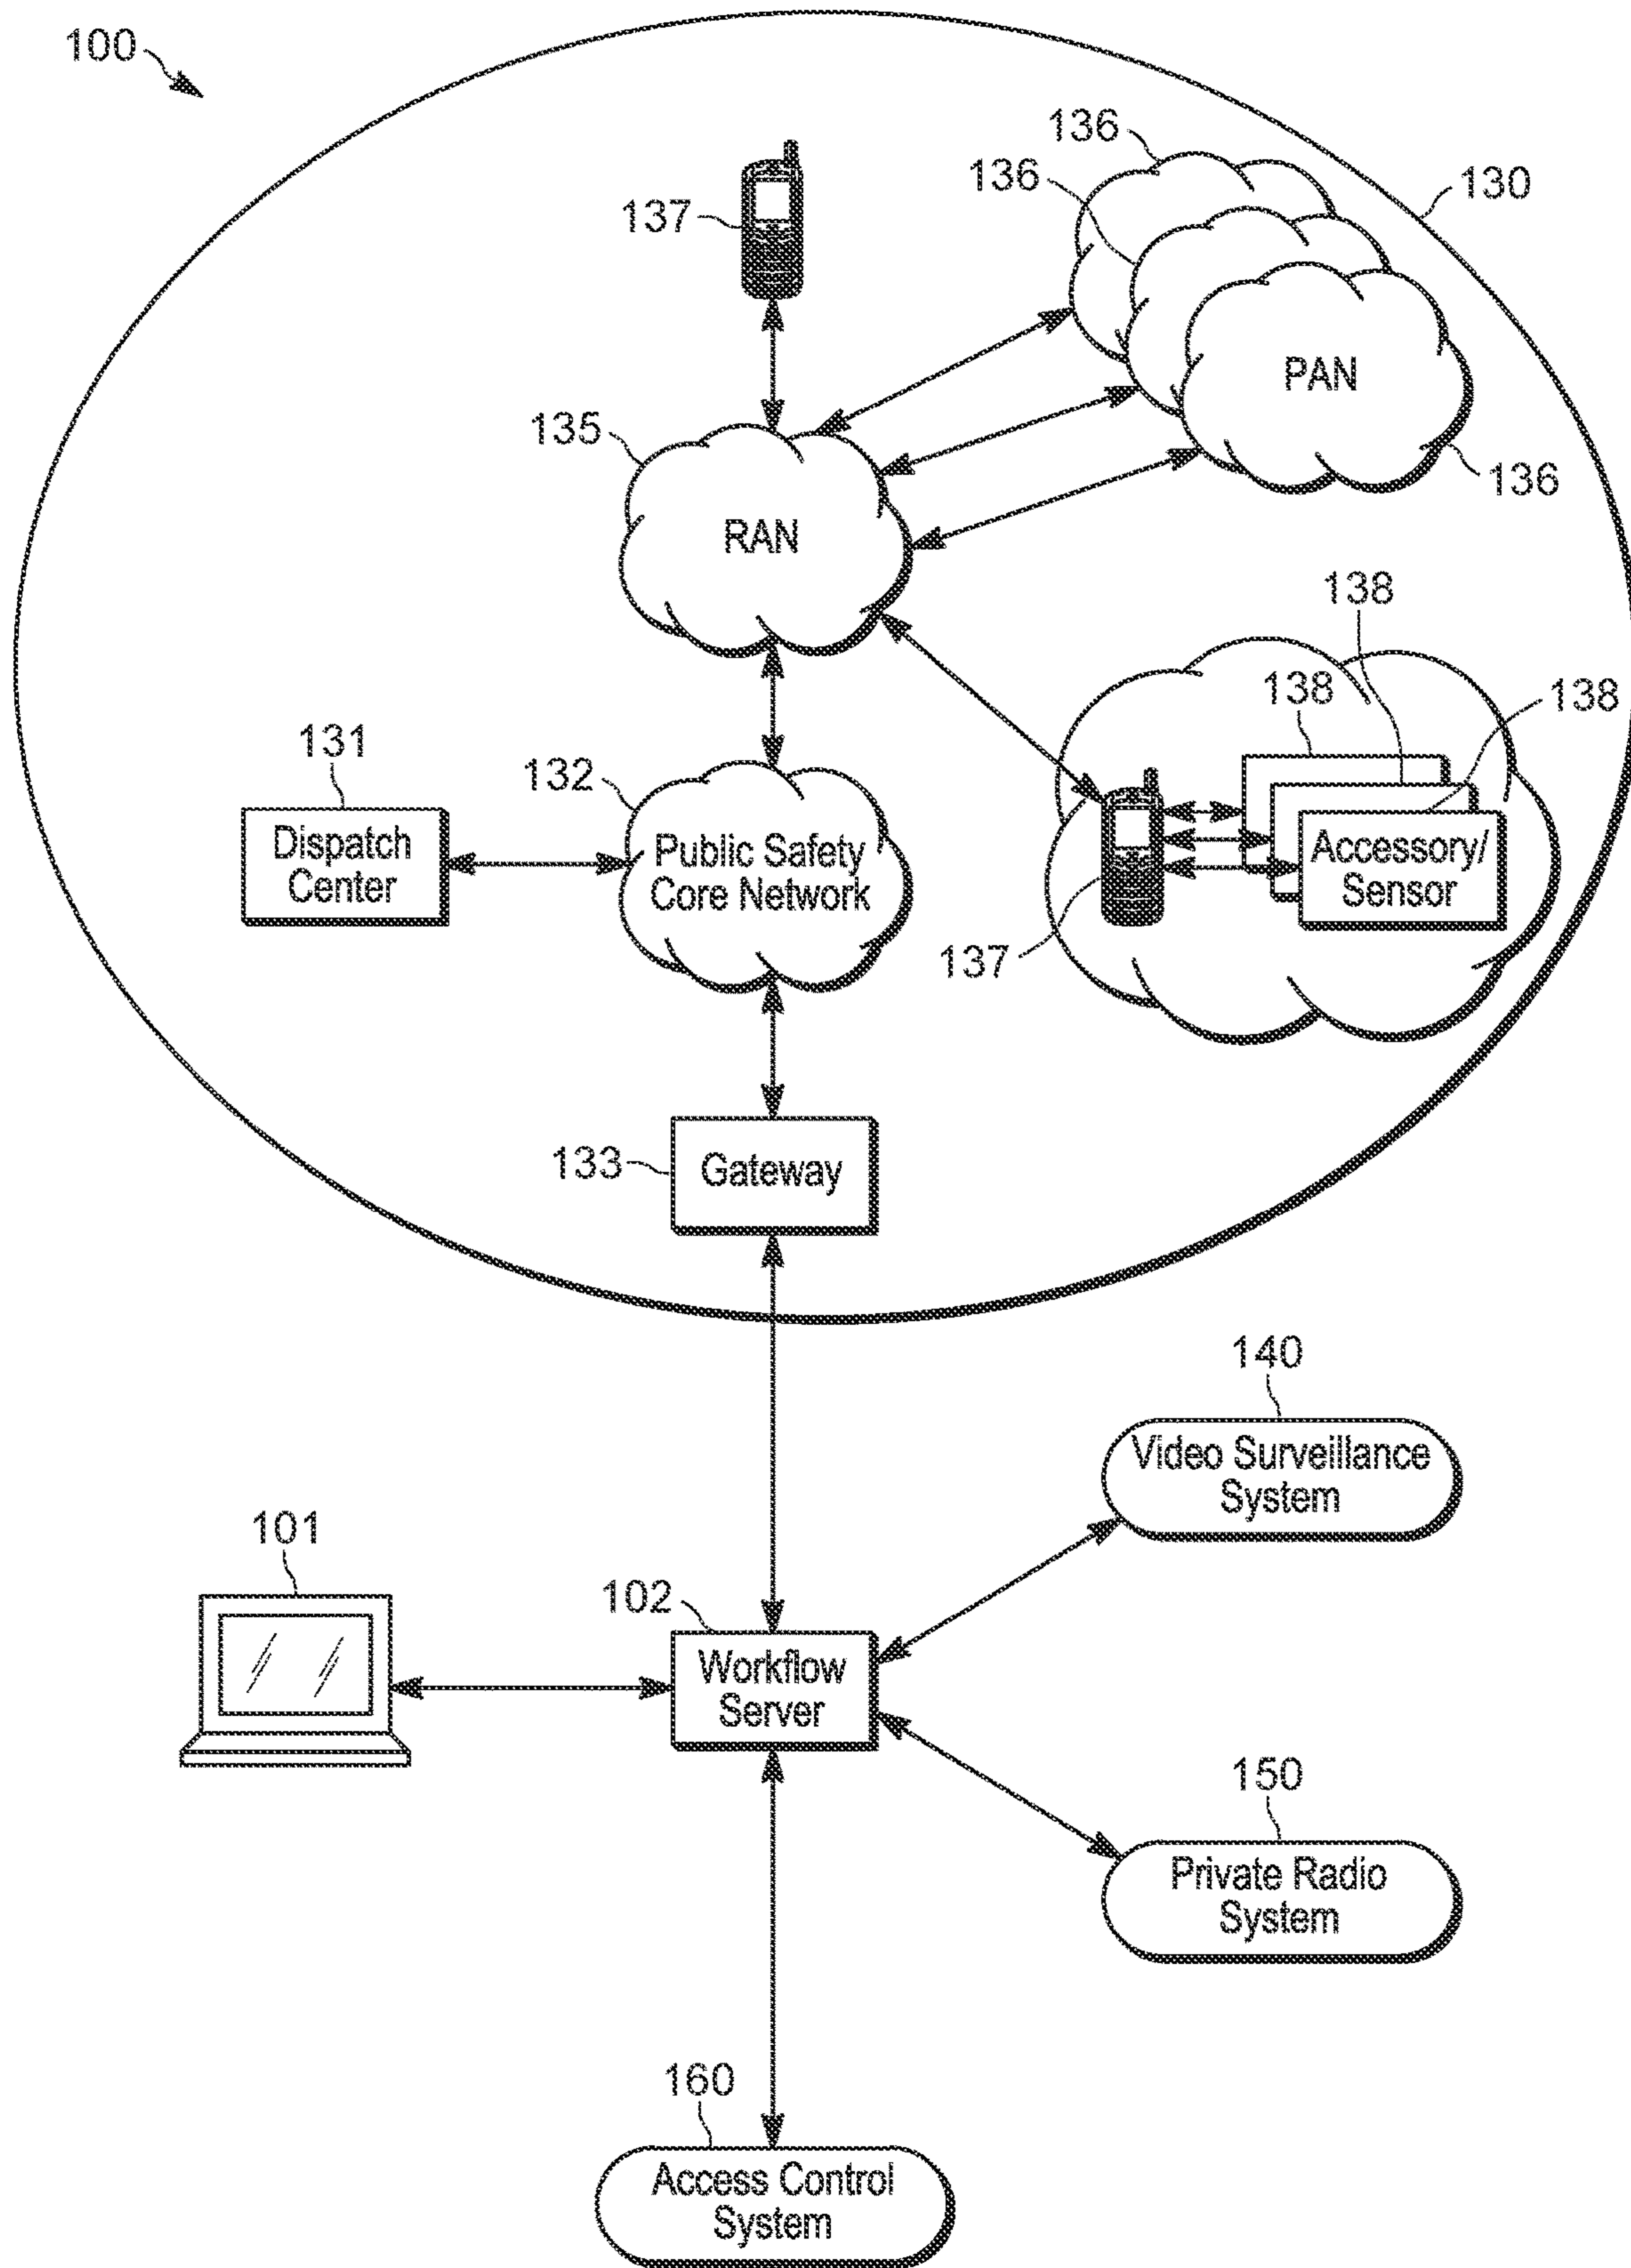 100
136
136
130
137
PAN
135
136
RAN
138
138
138
131
132
Dispatch
Center
Public Safety
Core Network
Accessory/
Sensor
137
133
Gateway
140
Video Surveillance
System
101
102
Workflow
Server
150
Private Radio
System
160
Access Control
System